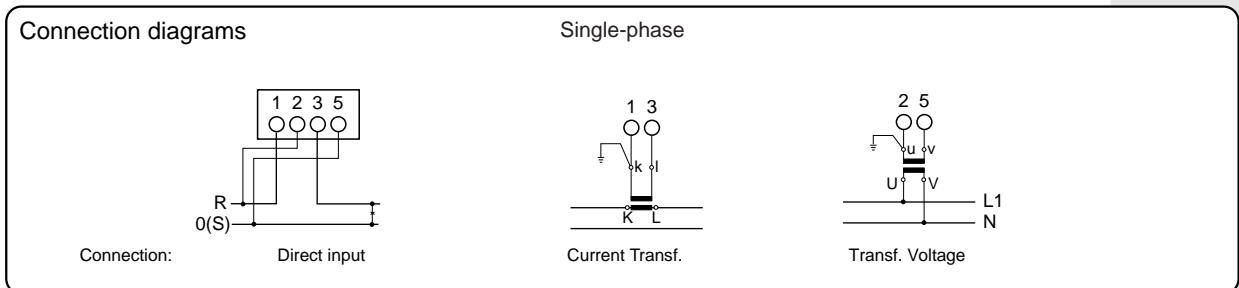 Connection diagrams
Single-phase
1 2 3 5
R
0(S)
*
1 3
k l
K L
2 5
u v
U V
L1
N
Connection: Direct input Current Transf. Transf. Voltage